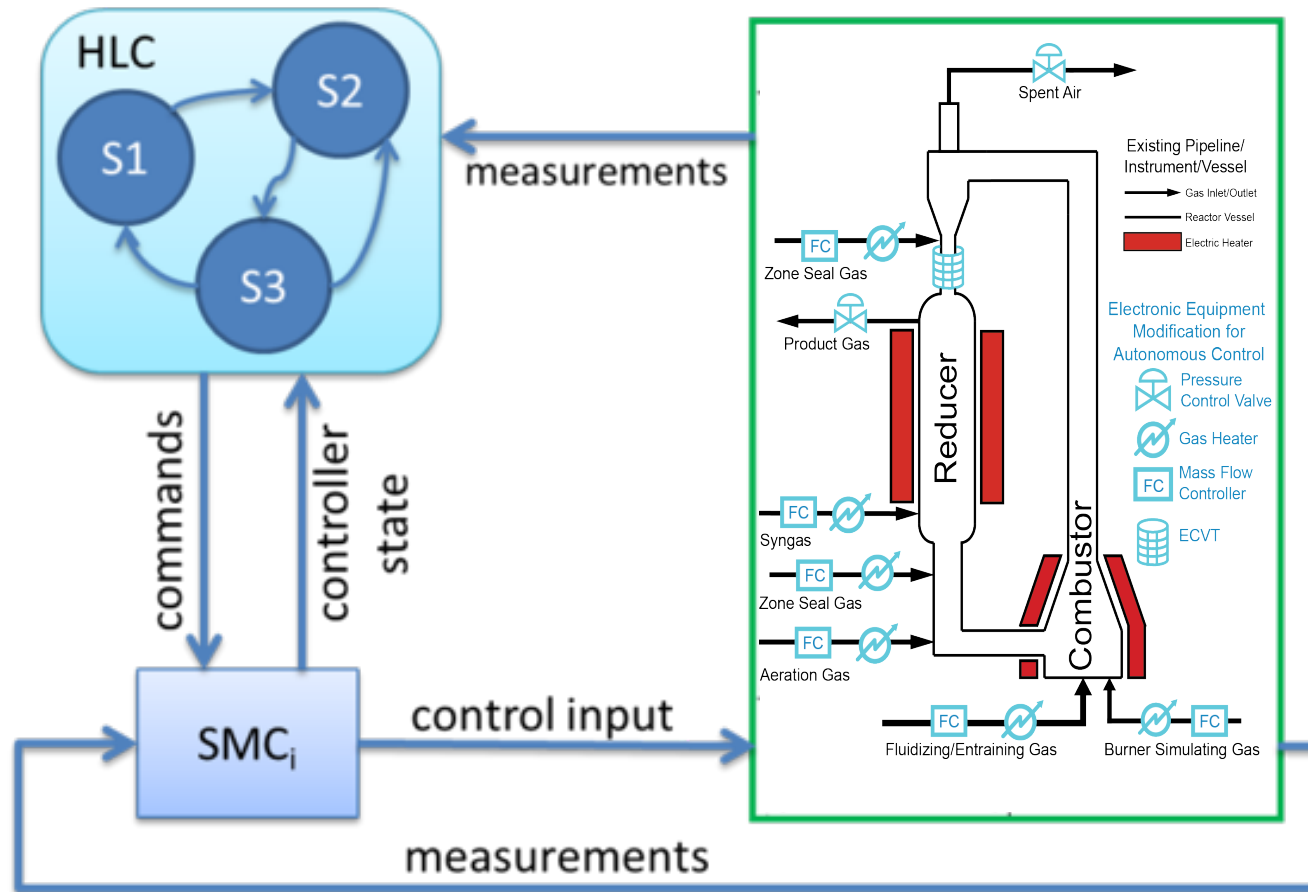 HLC
S1
S2
S3
measurements
commands
controller
state
SMCi
control input
measurements
Spent Air
Existing Pipeline/
Instrument/Vessel
Gas Inlet/Outlet
Reactor Vessel
Electric Heater
FC
Zone Seal Gas
Product Gas
Electronic Equipment
Modification for
Autonomous Control
Pressure
Control Valve
Gas Heater
FC
Mass Flow
Controller
ECVT
Reducer
Combustor
FC
Syngas
FC
Zone Seal Gas
FC
Aeration Gas
FC
Fluidizing/Entraining Gas
FC
Burner Simulating Gas